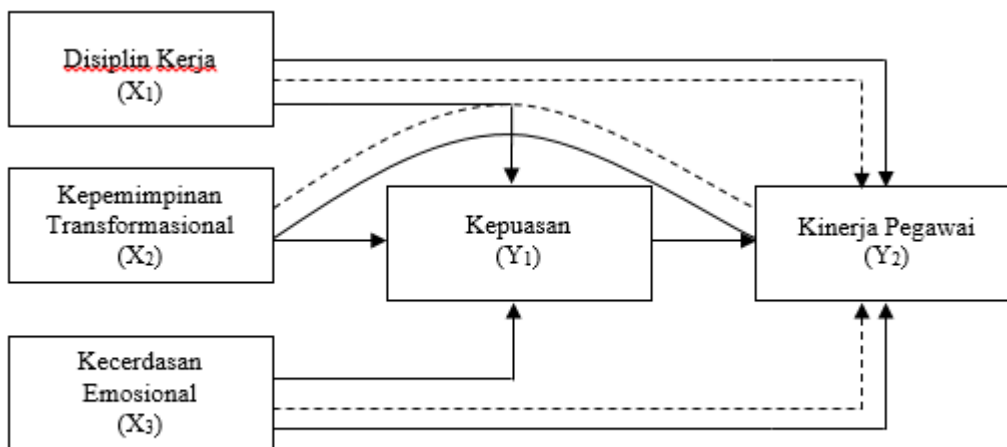 Disiplin Kerja
(X₁)
Kepemimpinan
Transformasional
(X₂)
Kepuasan
(Y₁)
Kinerja Pegawai
(Y₂)
Kecerdasan
Emosional
(X₃)